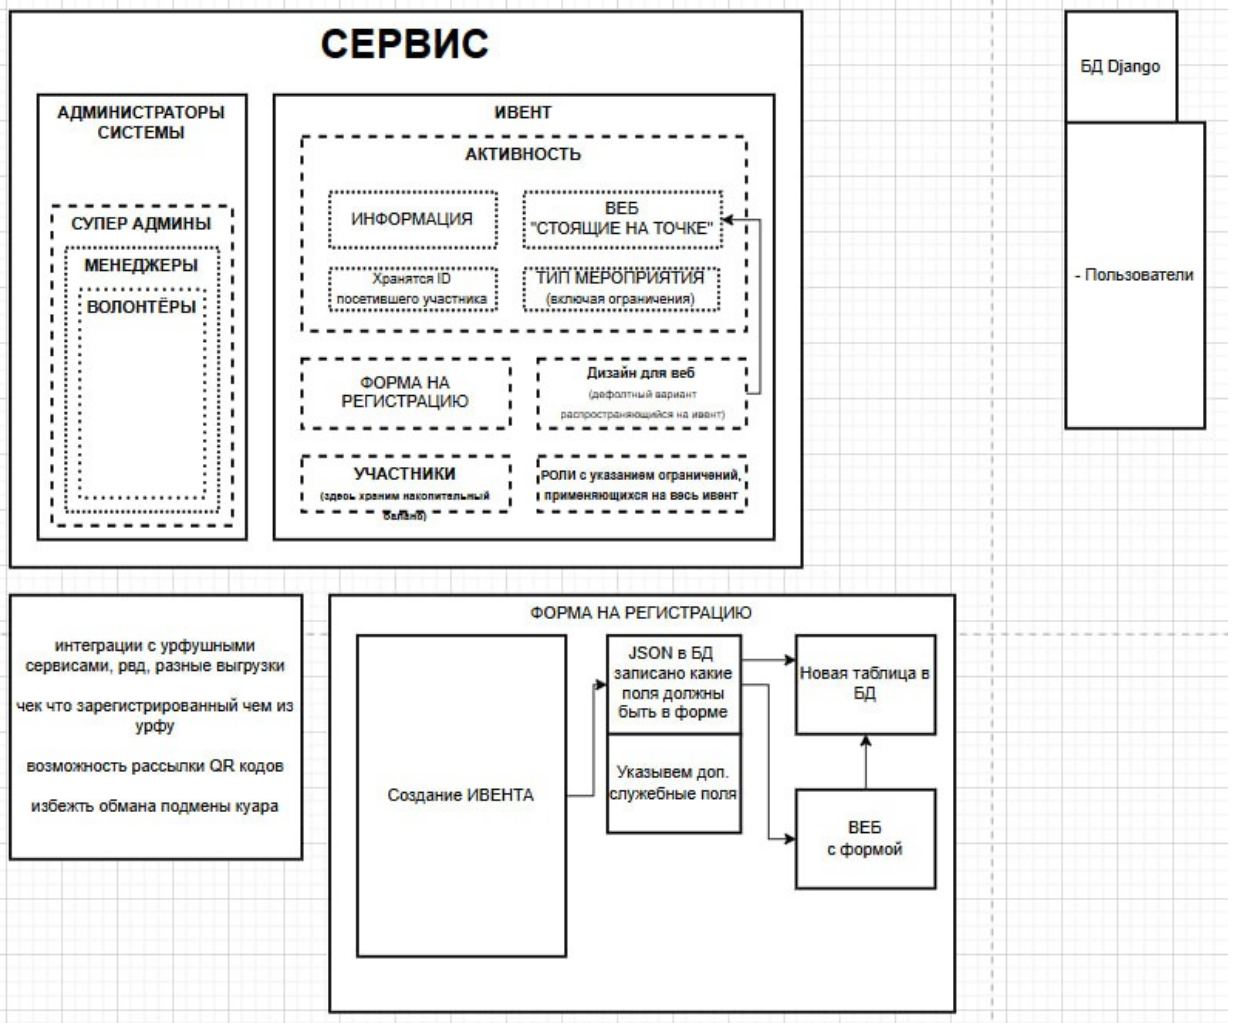 СЕРВИС
АДМИНИСТРАТОРЫ
СИСТЕМЫ
СУПЕР АДМИНЫ
МЕНЕДЖЕРЫ
ВОЛОНТЁРЫ
ИВЕНТ
АКТИВНОСТЬ
ИНФОРМАЦИЯ
ВЕБ
"СТОЯЩИЕ НА ТОЧКЕ"
Хранятся ID
посетившего участника
ТИП МЕРОПРИЯТИЯ
(включая ограничения)
ФОРМА НА
РЕГИСТРАЦИЮ
Дизайн для веб
(дефолтный вариант
распространяющийся на ивент)
УЧАСТНИКИ
(здесь храним накопительный
баланс)
РОЛИ с указанием ограничений,
применяющихся на весь ивент
БД Django
- Пользователи
интеграции с урфушными
сервисами, рвд, разные выгрузки
чек что зарегистрированный чем из
урфу
возможность рассылки QR кодов
избежть обмана подмены куара
ФОРМА НА РЕГИСТРАЦИЮ
Создание ИВЕНТА
JSON в БД
записано какие
поля должны
быть в форме
Указывем доп.
служебные поля
Новая таблица в
БД
ВЕБ
с формой